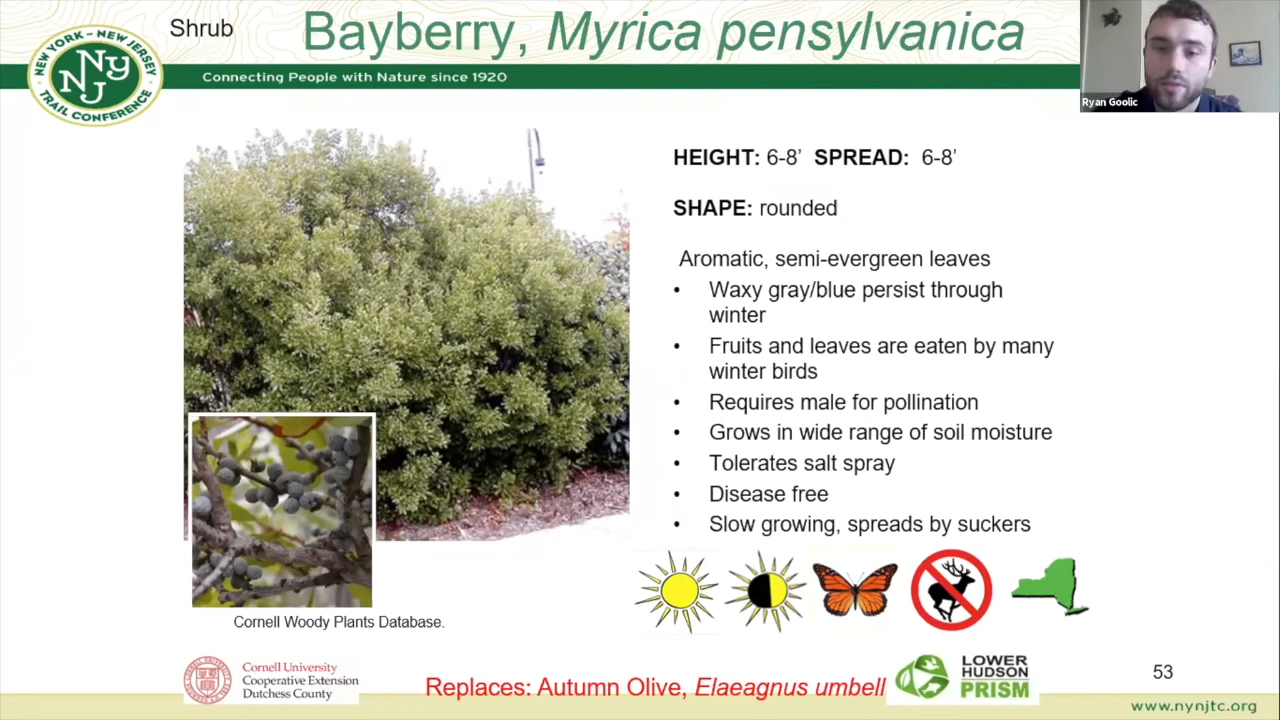 Shrub
Bayberry, Myrica pensylvanica
NEW YORK – NEW JERSEY
NYNJ
TRAIL CONFERENCE
Connecting People with Nature since 1920
Ryan Goolic
HEIGHT: 6-8’ SPREAD: 6-8’
SHAPE: rounded
Aromatic, semi-evergreen leaves
• Waxy gray/blue persist through
winter
• Fruits and leaves are eaten by many
winter birds
• Requires male for pollination
• Grows in wide range of soil moisture
• Tolerates salt spray
• Disease free
• Slow growing, spreads by suckers
Cornell Woody Plants Database.
Cornell University
Cooperative Extension
Dutchess County
Replaces: Autumn Olive, Elaeagnus umbell
LOWER
HUDSON
PRISM
53
www.nynjtc.org